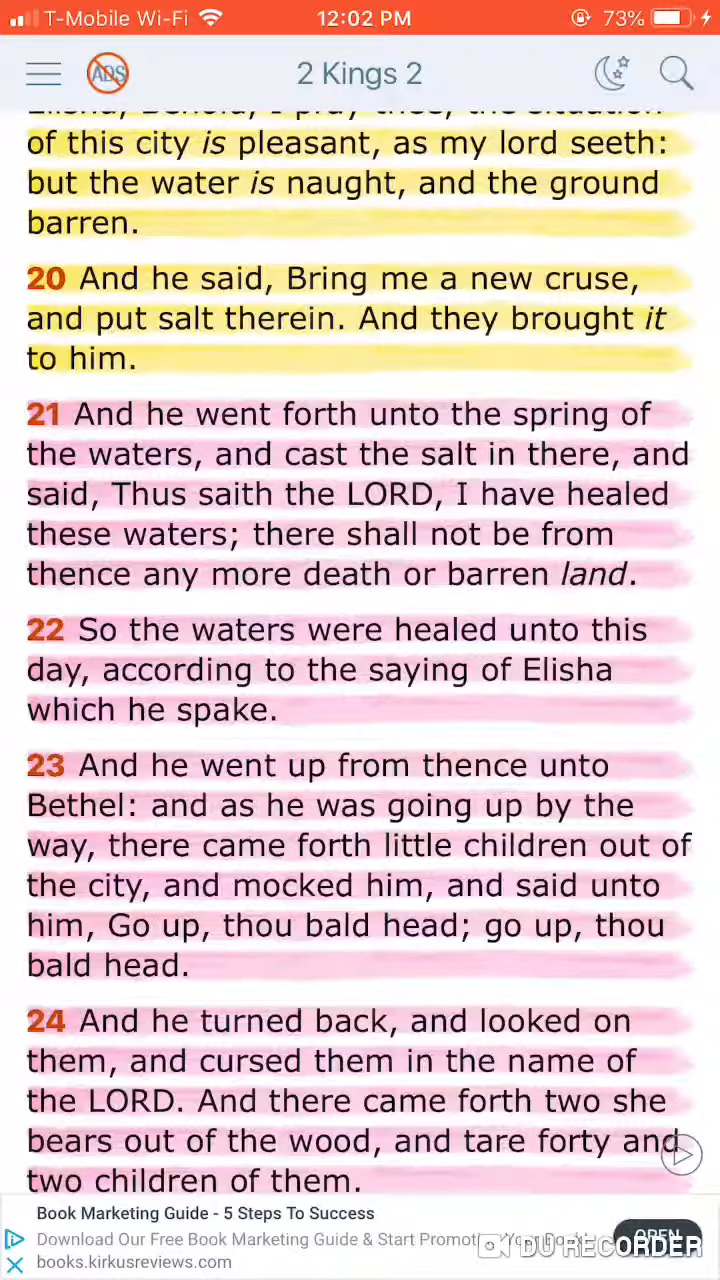 T-Mobile Wi-Fi 12:02 PM 73%
ADS 2 Kings 2
Elisha, Behold, I pray thee, the situation
of this city is pleasant, as my lord seeth:
but the water is naught, and the ground
barren.
20 And he said, Bring me a new cruse,
and put salt therein. And they brought it
to him.
21 And he went forth unto the spring of
the waters, and cast the salt in there, and
said, Thus saith the LORD, I have healed
these waters; there shall not be from
thence any more death or barren land.
22 So the waters were healed unto this
day, according to the saying of Elisha
which he spake.
23 And he went up from thence unto
Bethel: and as he was going up by the
way, there came forth little children out of
the city, and mocked him, and said unto
him, Go up, thou bald head; go up, thou
bald head.
24 And he turned back, and looked on
them, and cursed them in the name of
the LORD. And there came forth two she
bears out of the wood, and tare forty and
two children of them.
Book Marketing Guide - 5 Steps To Success
Download Our Free Book Marketing Guide & Start
books.kirkusreviews.com
OPEN
DU RECORDER